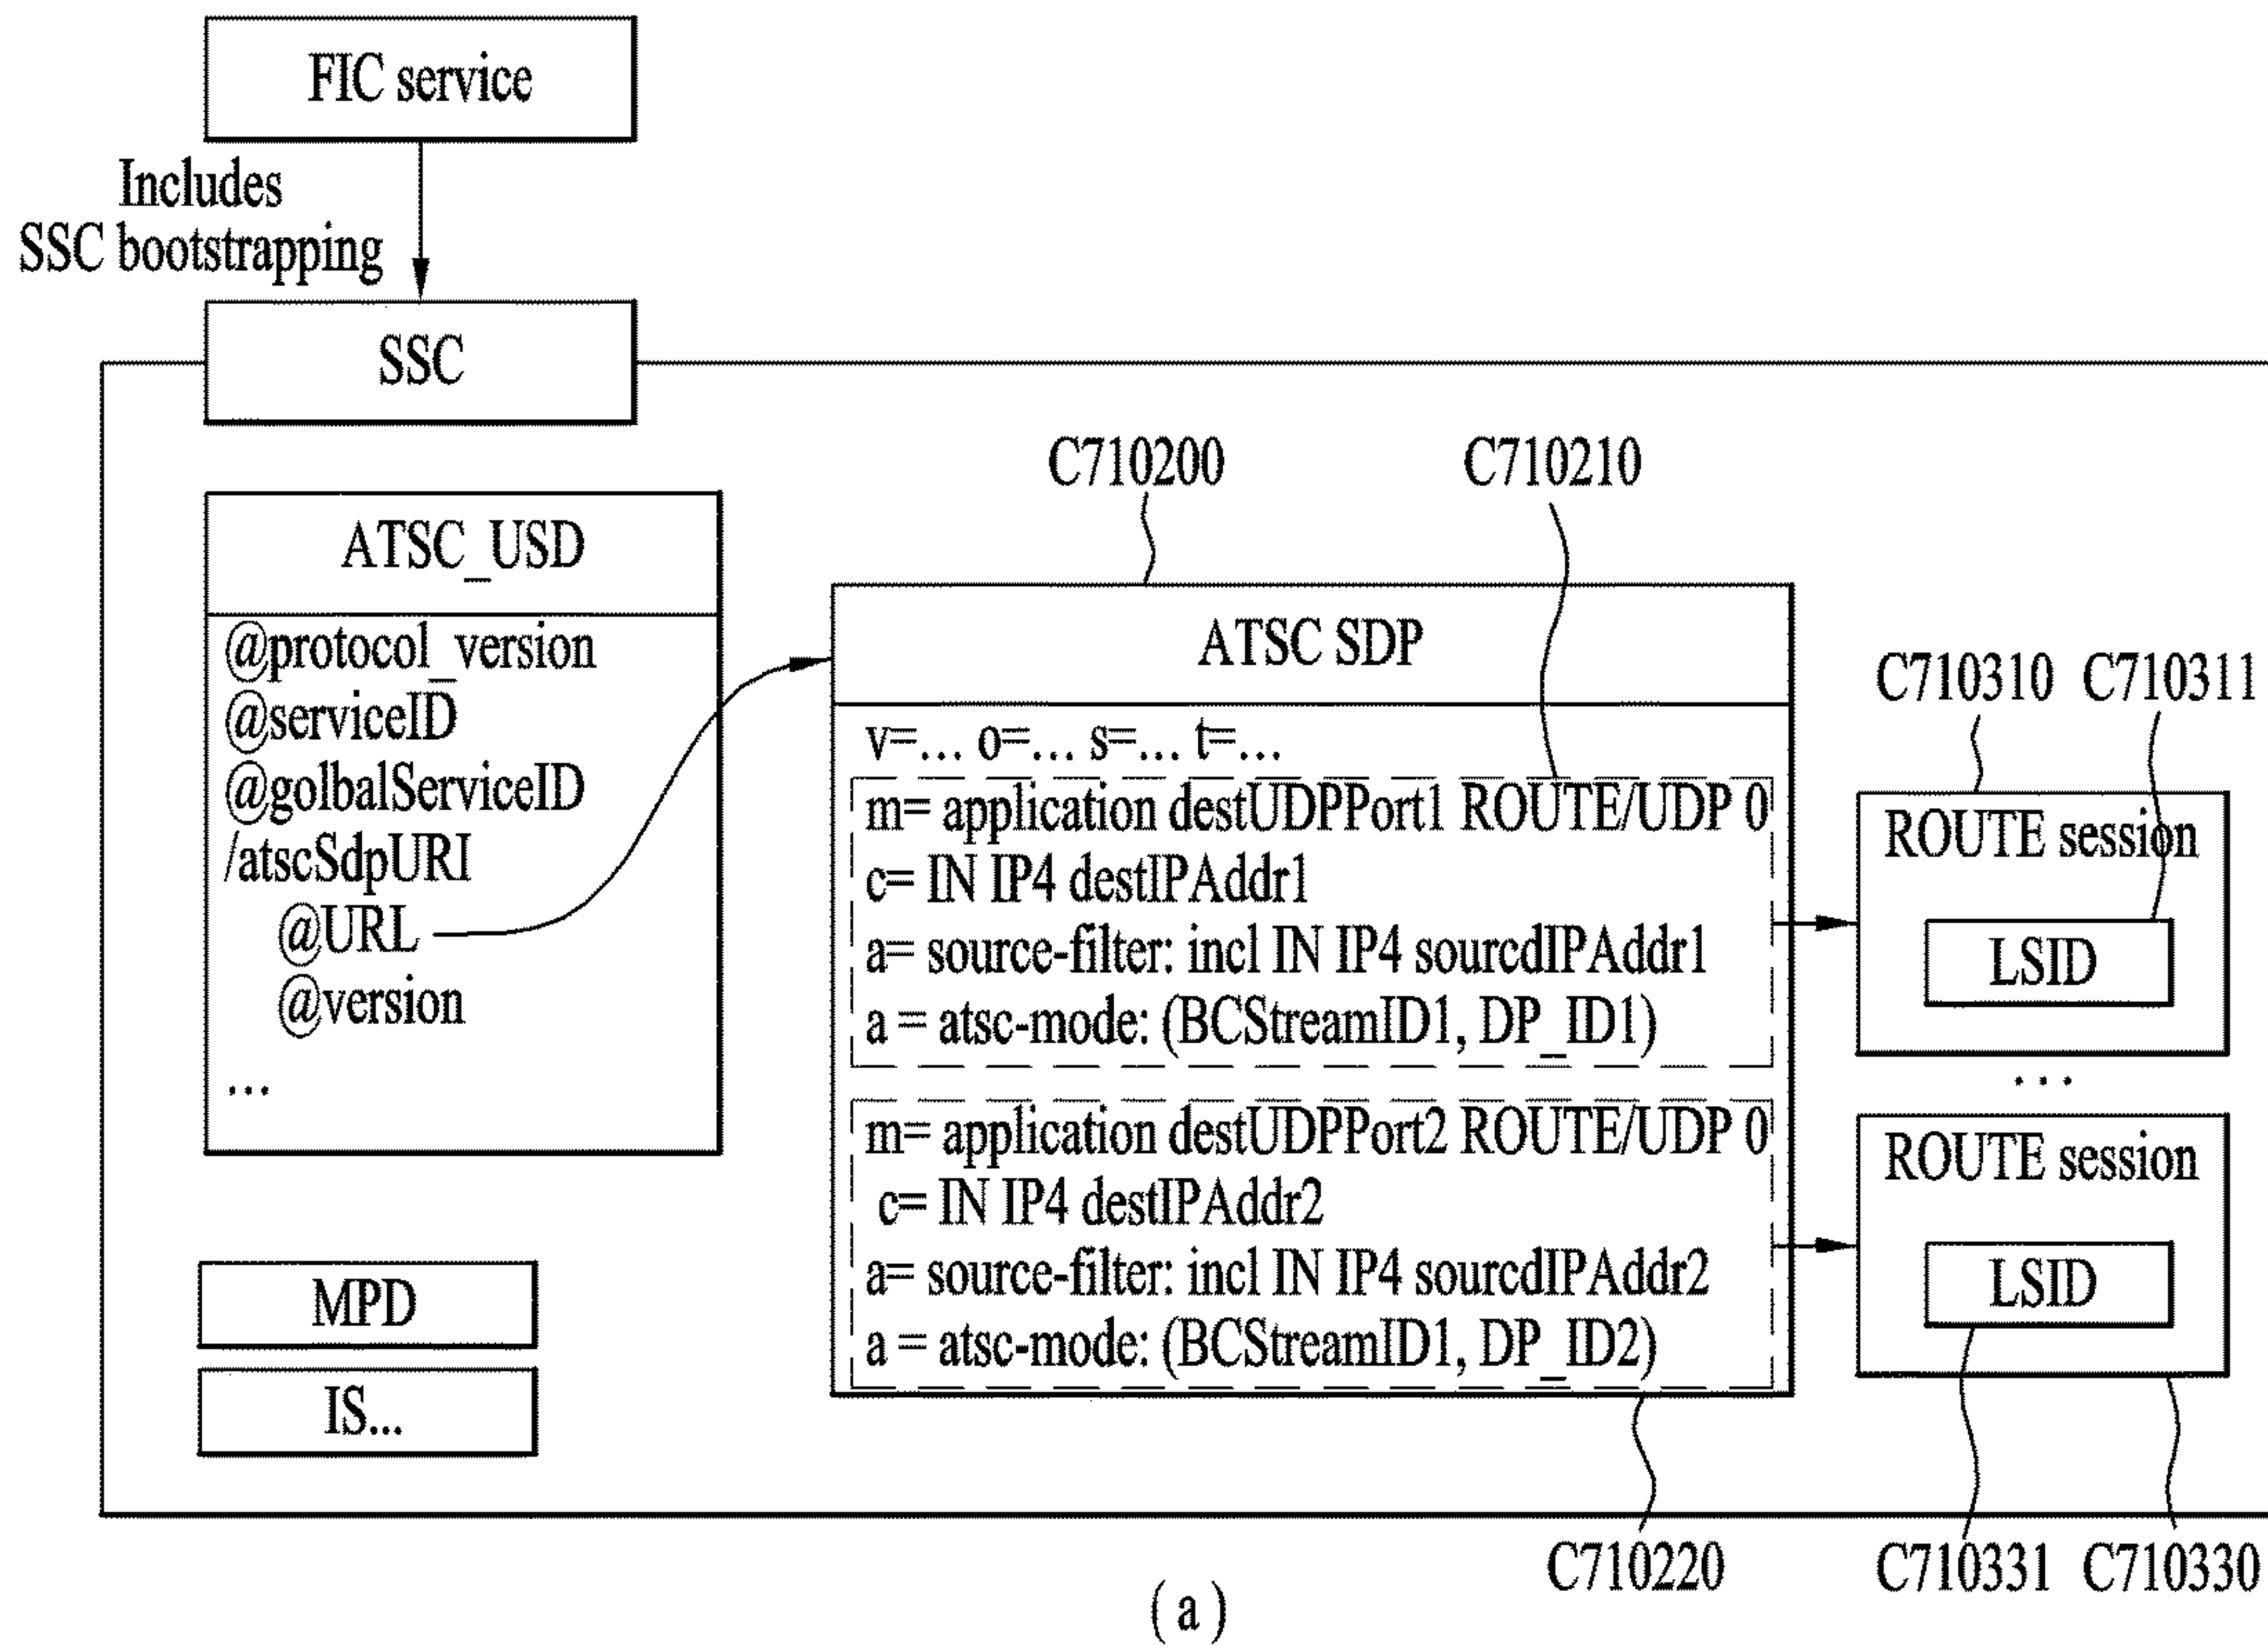 FIC service
Includes
SSC bootstrapping
SSC
C710200
C710210
ATSC_USD
@protocol_version
@serviceID
@golbalServiceID
/atscSdpURI
@URL
@version
...
ATSC SDP
v=... o=... s=... t=...
m= application destUDPPort1 ROUTE/UDP 0
c= IN IP4 destIPAddr1
a= source-filter: incl IN IP4 sourcdIPAddr1
a = atsc-mode: (BCStreamID1, DP_ID1)
m= application destUDPPort2 ROUTE/UDP 0
c= IN IP4 destIPAddr2
a= source-filter: incl IN IP4 sourcdIPAddr2
a = atsc-mode: (BCStreamID1, DP_ID2)
C710310 C710311
ROUTE session
LSID
...
ROUTE session
LSID
MPD
IS...
C710220
C710331 C710330
( a )